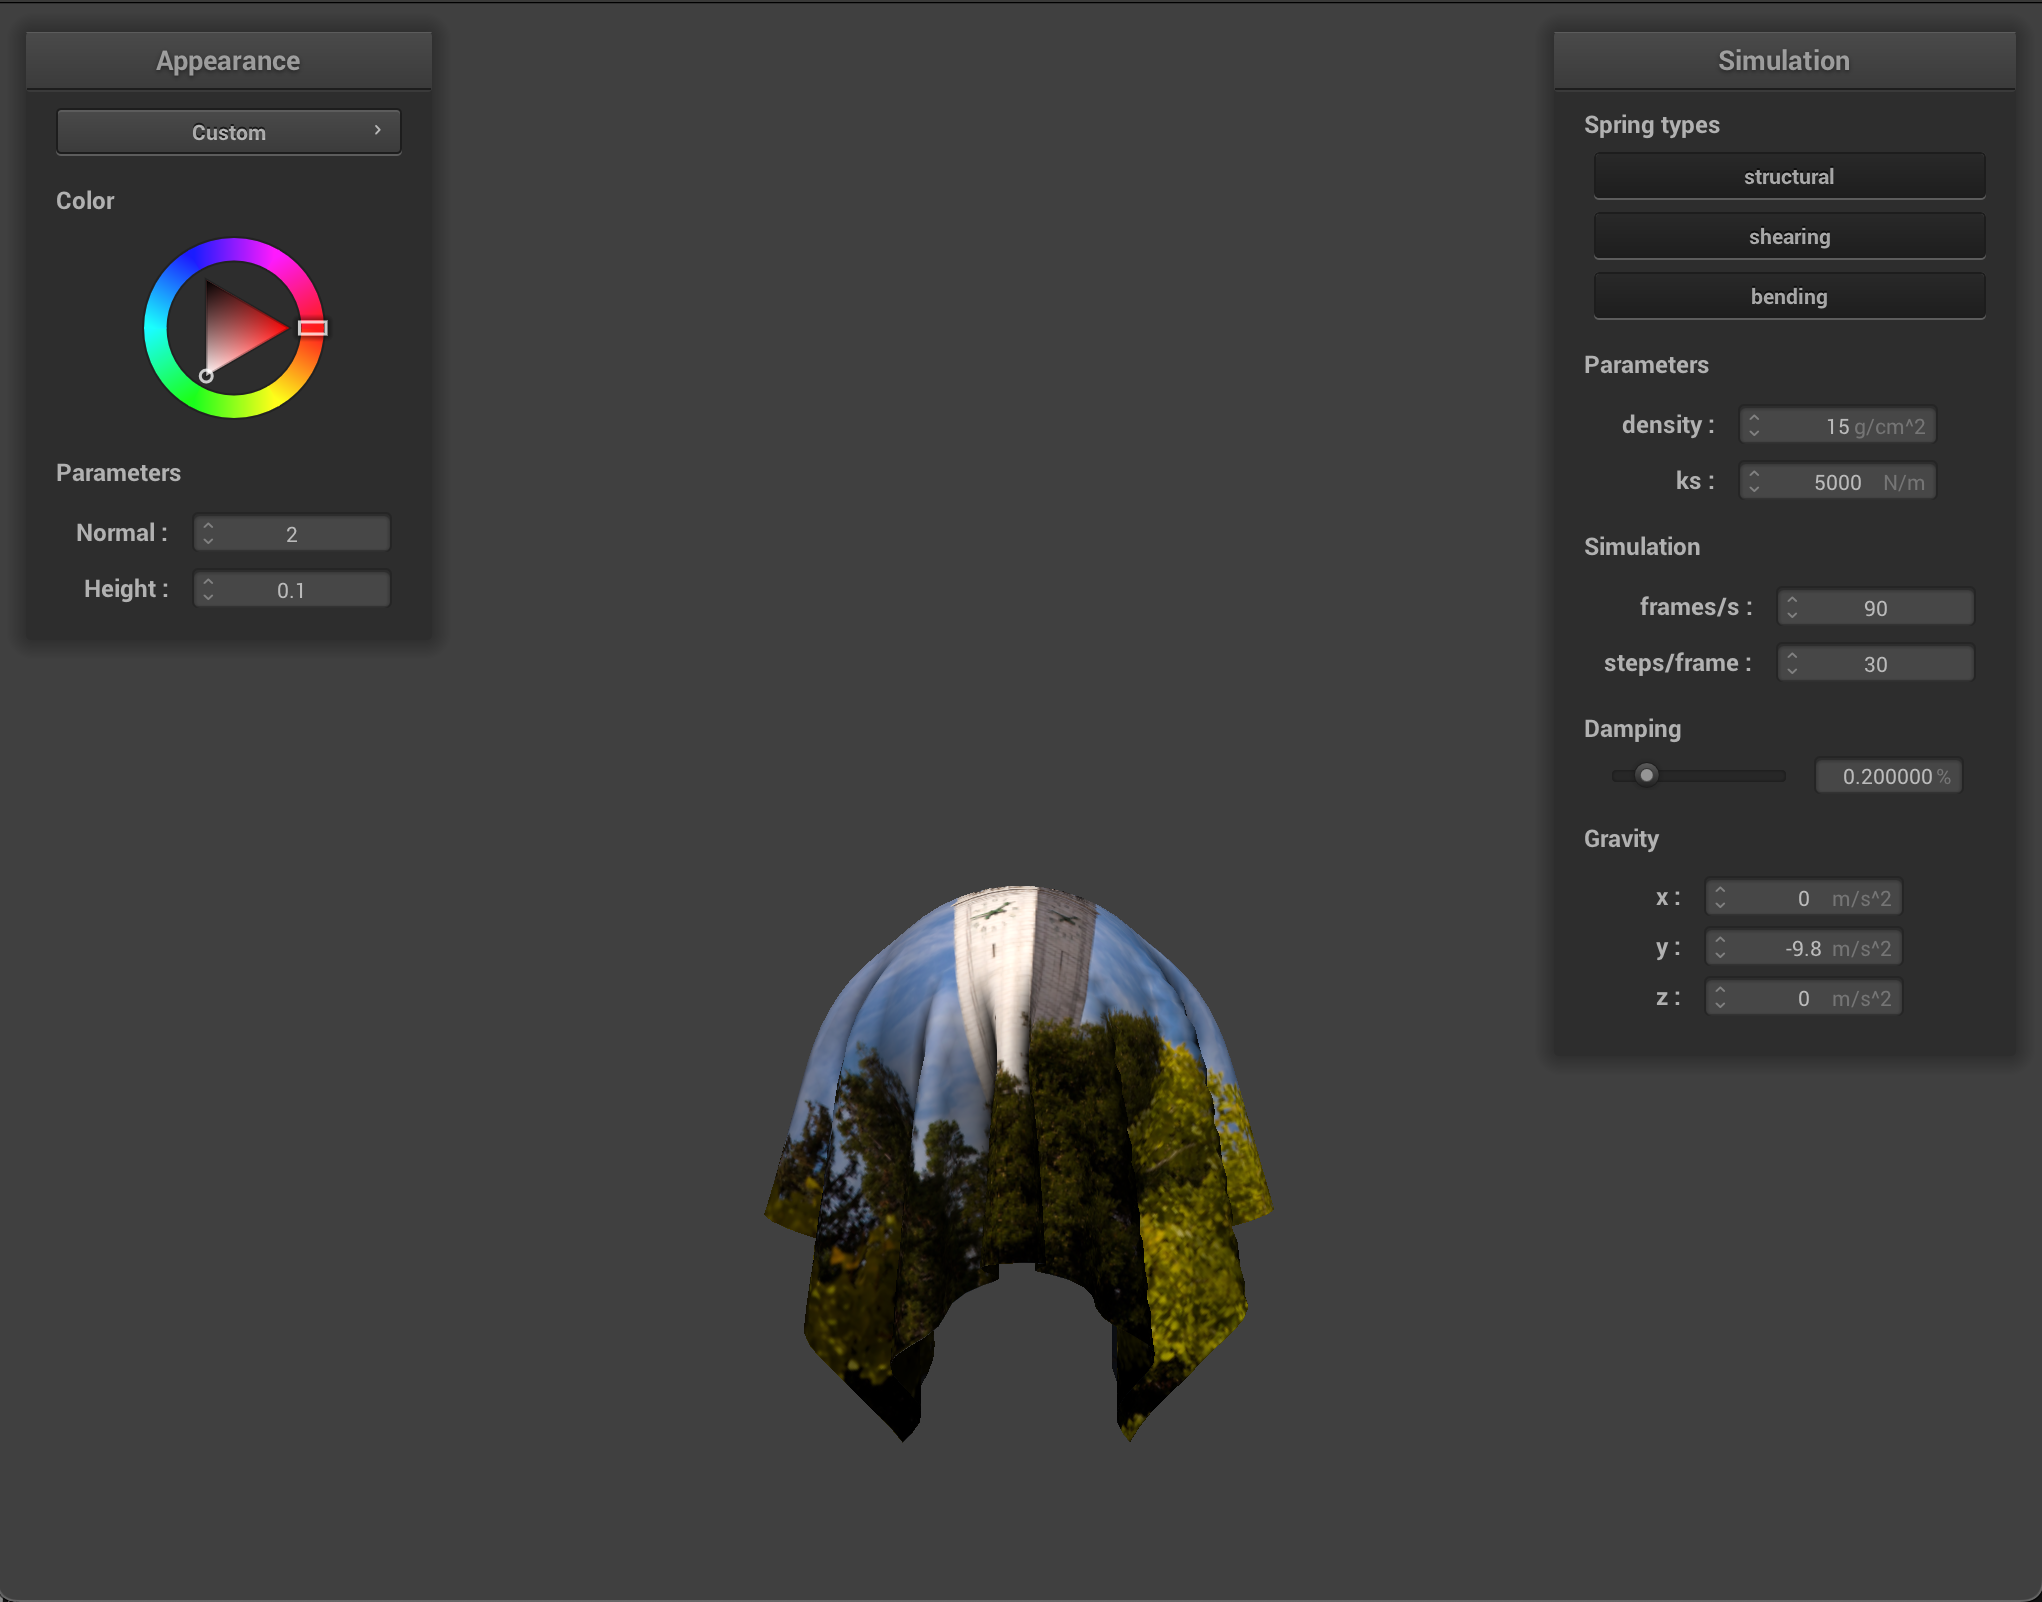 Appearance
Custom
Color
Parameters
Normal : 2
Height : 0.1
Simulation
Spring types
structural
shearing
bending
Parameters
density : 15 g/cm^2
ks : 5000 N/m
Simulation
frames/s : 90
steps/frame : 30
Damping
0.200000 %
Gravity
x : 0 m/s^2
y : -9.8 m/s^2
z : 0 m/s^2